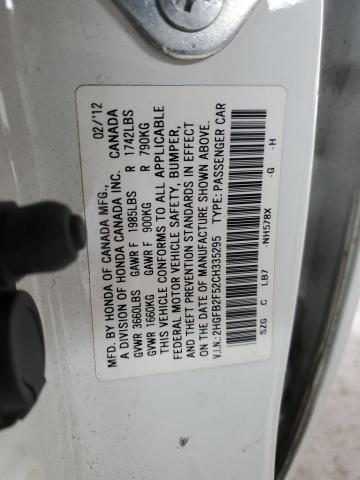 MFD. BY HONDA OF CANADA MFG., 02/'12
A DIVISION OF HONDA CANADA INC. CANADA
GVWR 3660LBS GAWR F 1985LBS R 1742LBS
GVWR 1660KG GAWR F 900KG R 790KG
THIS VEHICLE CONFORMS TO ALL APPLICABLE
FEDERAL MOTOR VEHICLE SAFETY, BUMPER,
AND THEFT PREVENTION STANDARDS IN EFFECT
ON THE DATE OF MANUFACTURE SHOWN ABOVE.
V.I.N.: 2HGFB2F52CH335295 TYPE: PASSENGER CAR
SZG C LB7 -NH578X -G -H